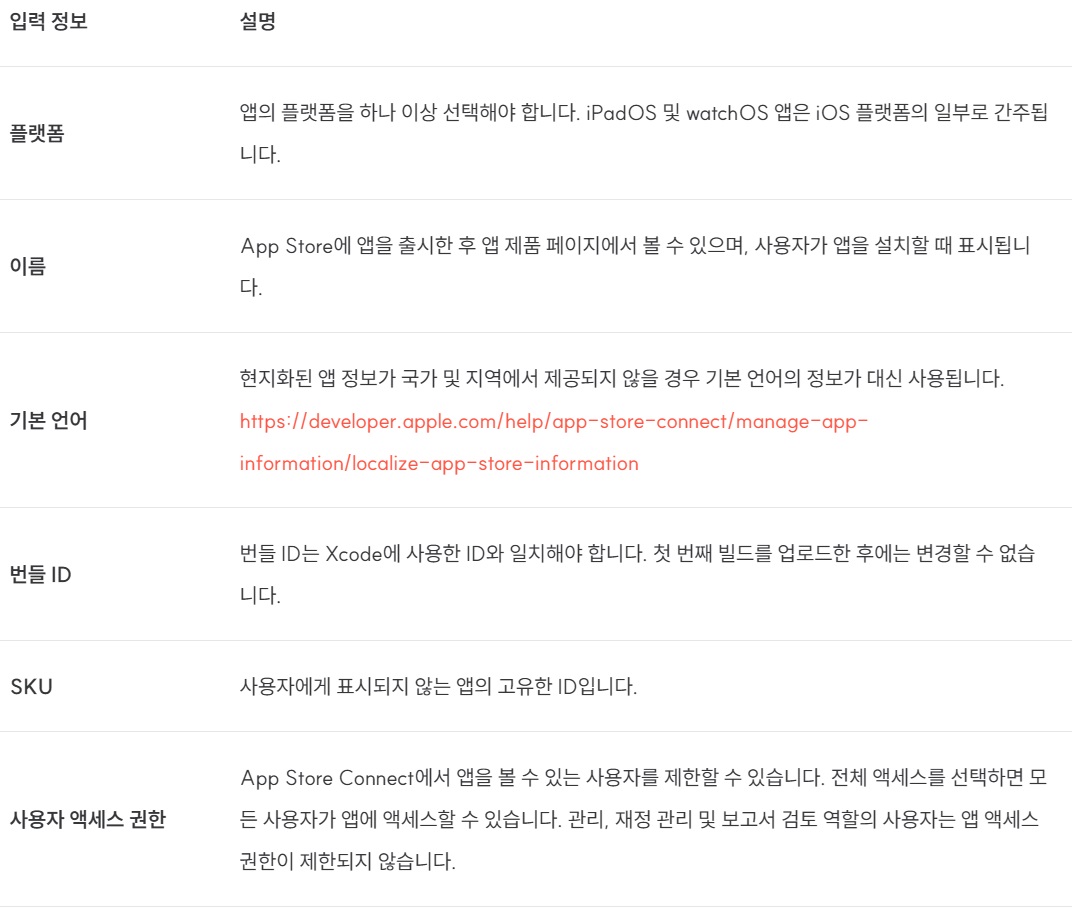 입력 정보 설명
플랫폼
앱의 플랫폼을 하나 이상 선택해야 합니다. iPadOS 및 watchOS 앱은 iOS 플랫폼의 일부로 간주됩
니다.
이름
App Store에 앱을 출시한 후 앱 제품 페이지에서 볼 수 있으며, 사용자가 앱을 설치할 때 표시됩니
다.
기본 언어
현지화된 앱 정보가 국가 및 지역에서 제공되지 않을 경우 기본 언어의 정보가 대신 사용됩니다.
https://developer.apple.com/help/app-store-connect/manage-app-
information/localize-app-store-information
번들 ID
번들 ID는 Xcode에 사용한 ID와 일치해야 합니다. 첫 번째 빌드를 업로드한 후에는 변경할 수 없습
니다.
SKU 사용자에게 표시되지 않는 앱의 고유한 ID입니다.
사용자 액세스 권한
App Store Connect에서 앱을 볼 수 있는 사용자를 제한할 수 있습니다. 전체 액세스를 선택하면 모
든 사용자가 앱에 액세스할 수 있습니다. 관리, 재정 관리 및 보고서 검토 역할의 사용자는 앱 액세스
권한이 제한되지 않습니다.